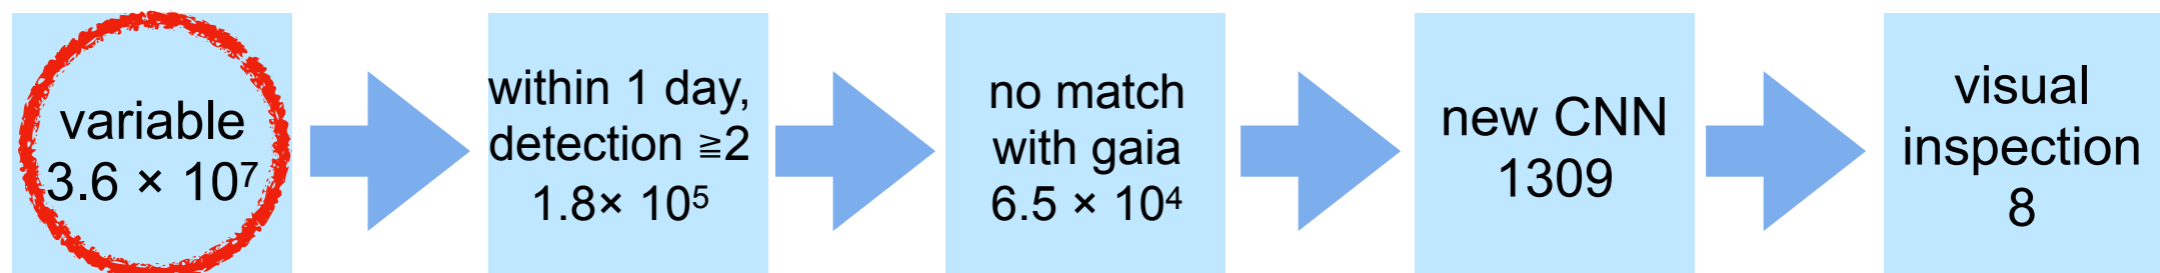 variable
3.6 × 10⁷
within 1 day,
detection ≧2
1.8× 10⁵
no match
with gaia
6.5 × 10⁴
new CNN
1309
visual
inspection
8